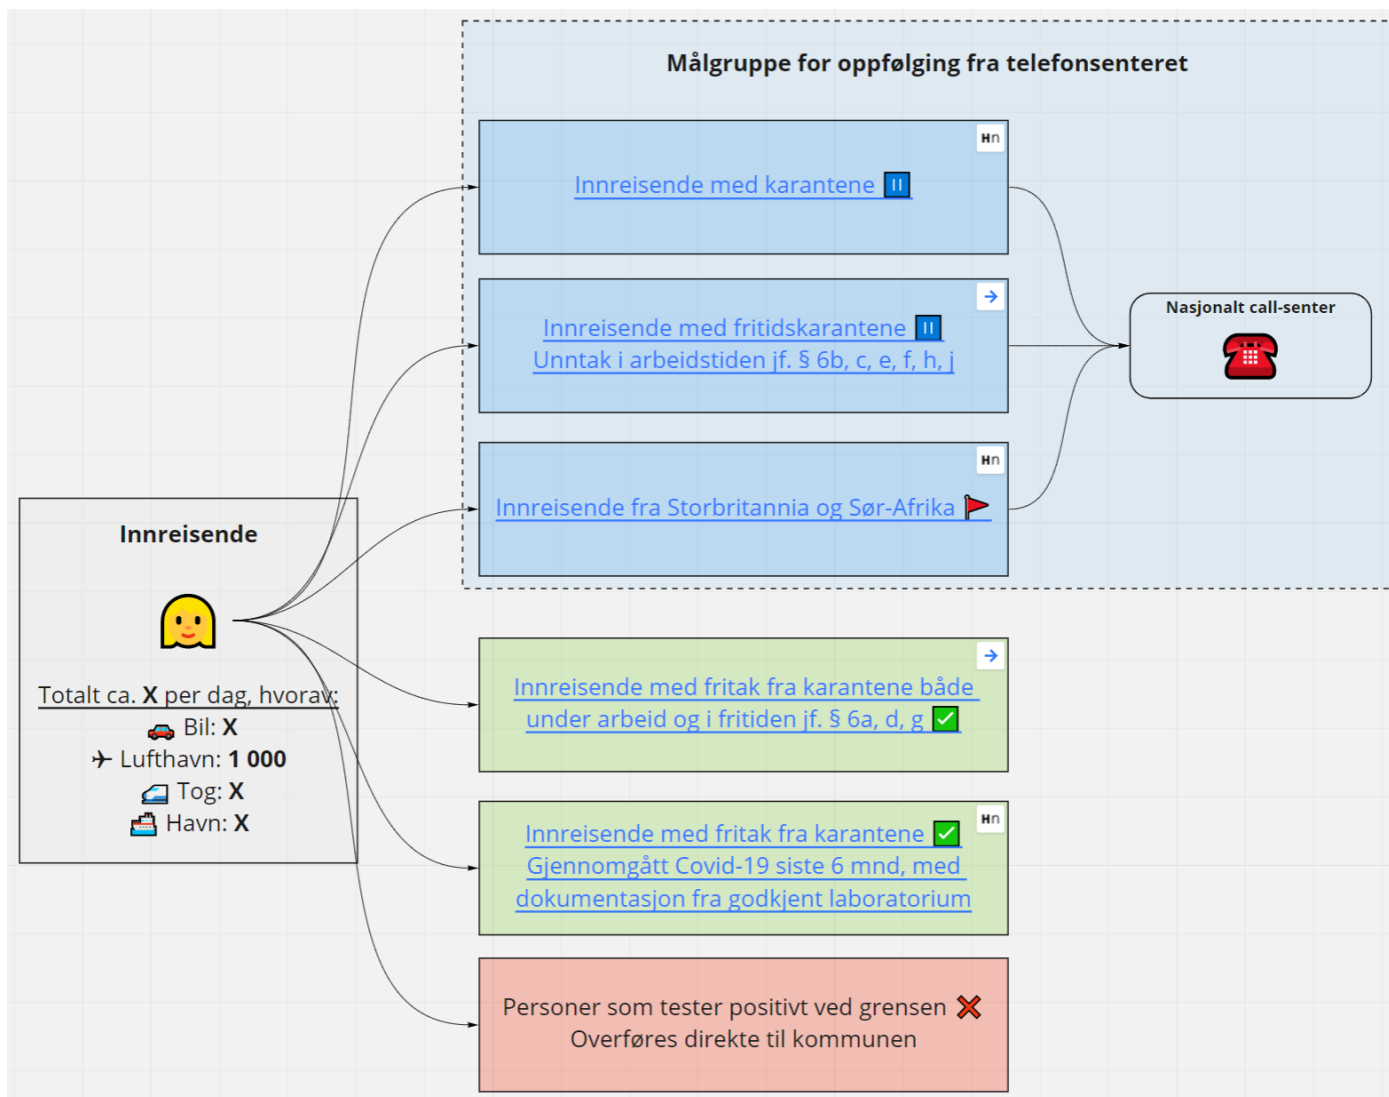 Målgruppe for oppfølging fra telefonsenteret
Hn
Innreisende med karantene
Innreisende med fritidskarantene
Unntak i arbeidstiden jf. § 6b, c, e, f, h, j
Nasjonalt call-senter
Hn
Innreisende fra Storbritannia og Sør-Afrika
Innreisende
Totalt ca. X per dag, hvorav:
Bil: X
Lufthavn: 1 000
Tog: X
Havn: X
Innreisende med fritak fra karantene både
under arbeid og i fritiden jf. § 6a, d, g
Hn
Innreisende med fritak fra karantene
Gjennomgått Covid-19 siste 6 mnd, med
dokumentasjon fra godkjent laboratorium
Personer som tester positivt ved grensen
Overføres direkte til kommunen